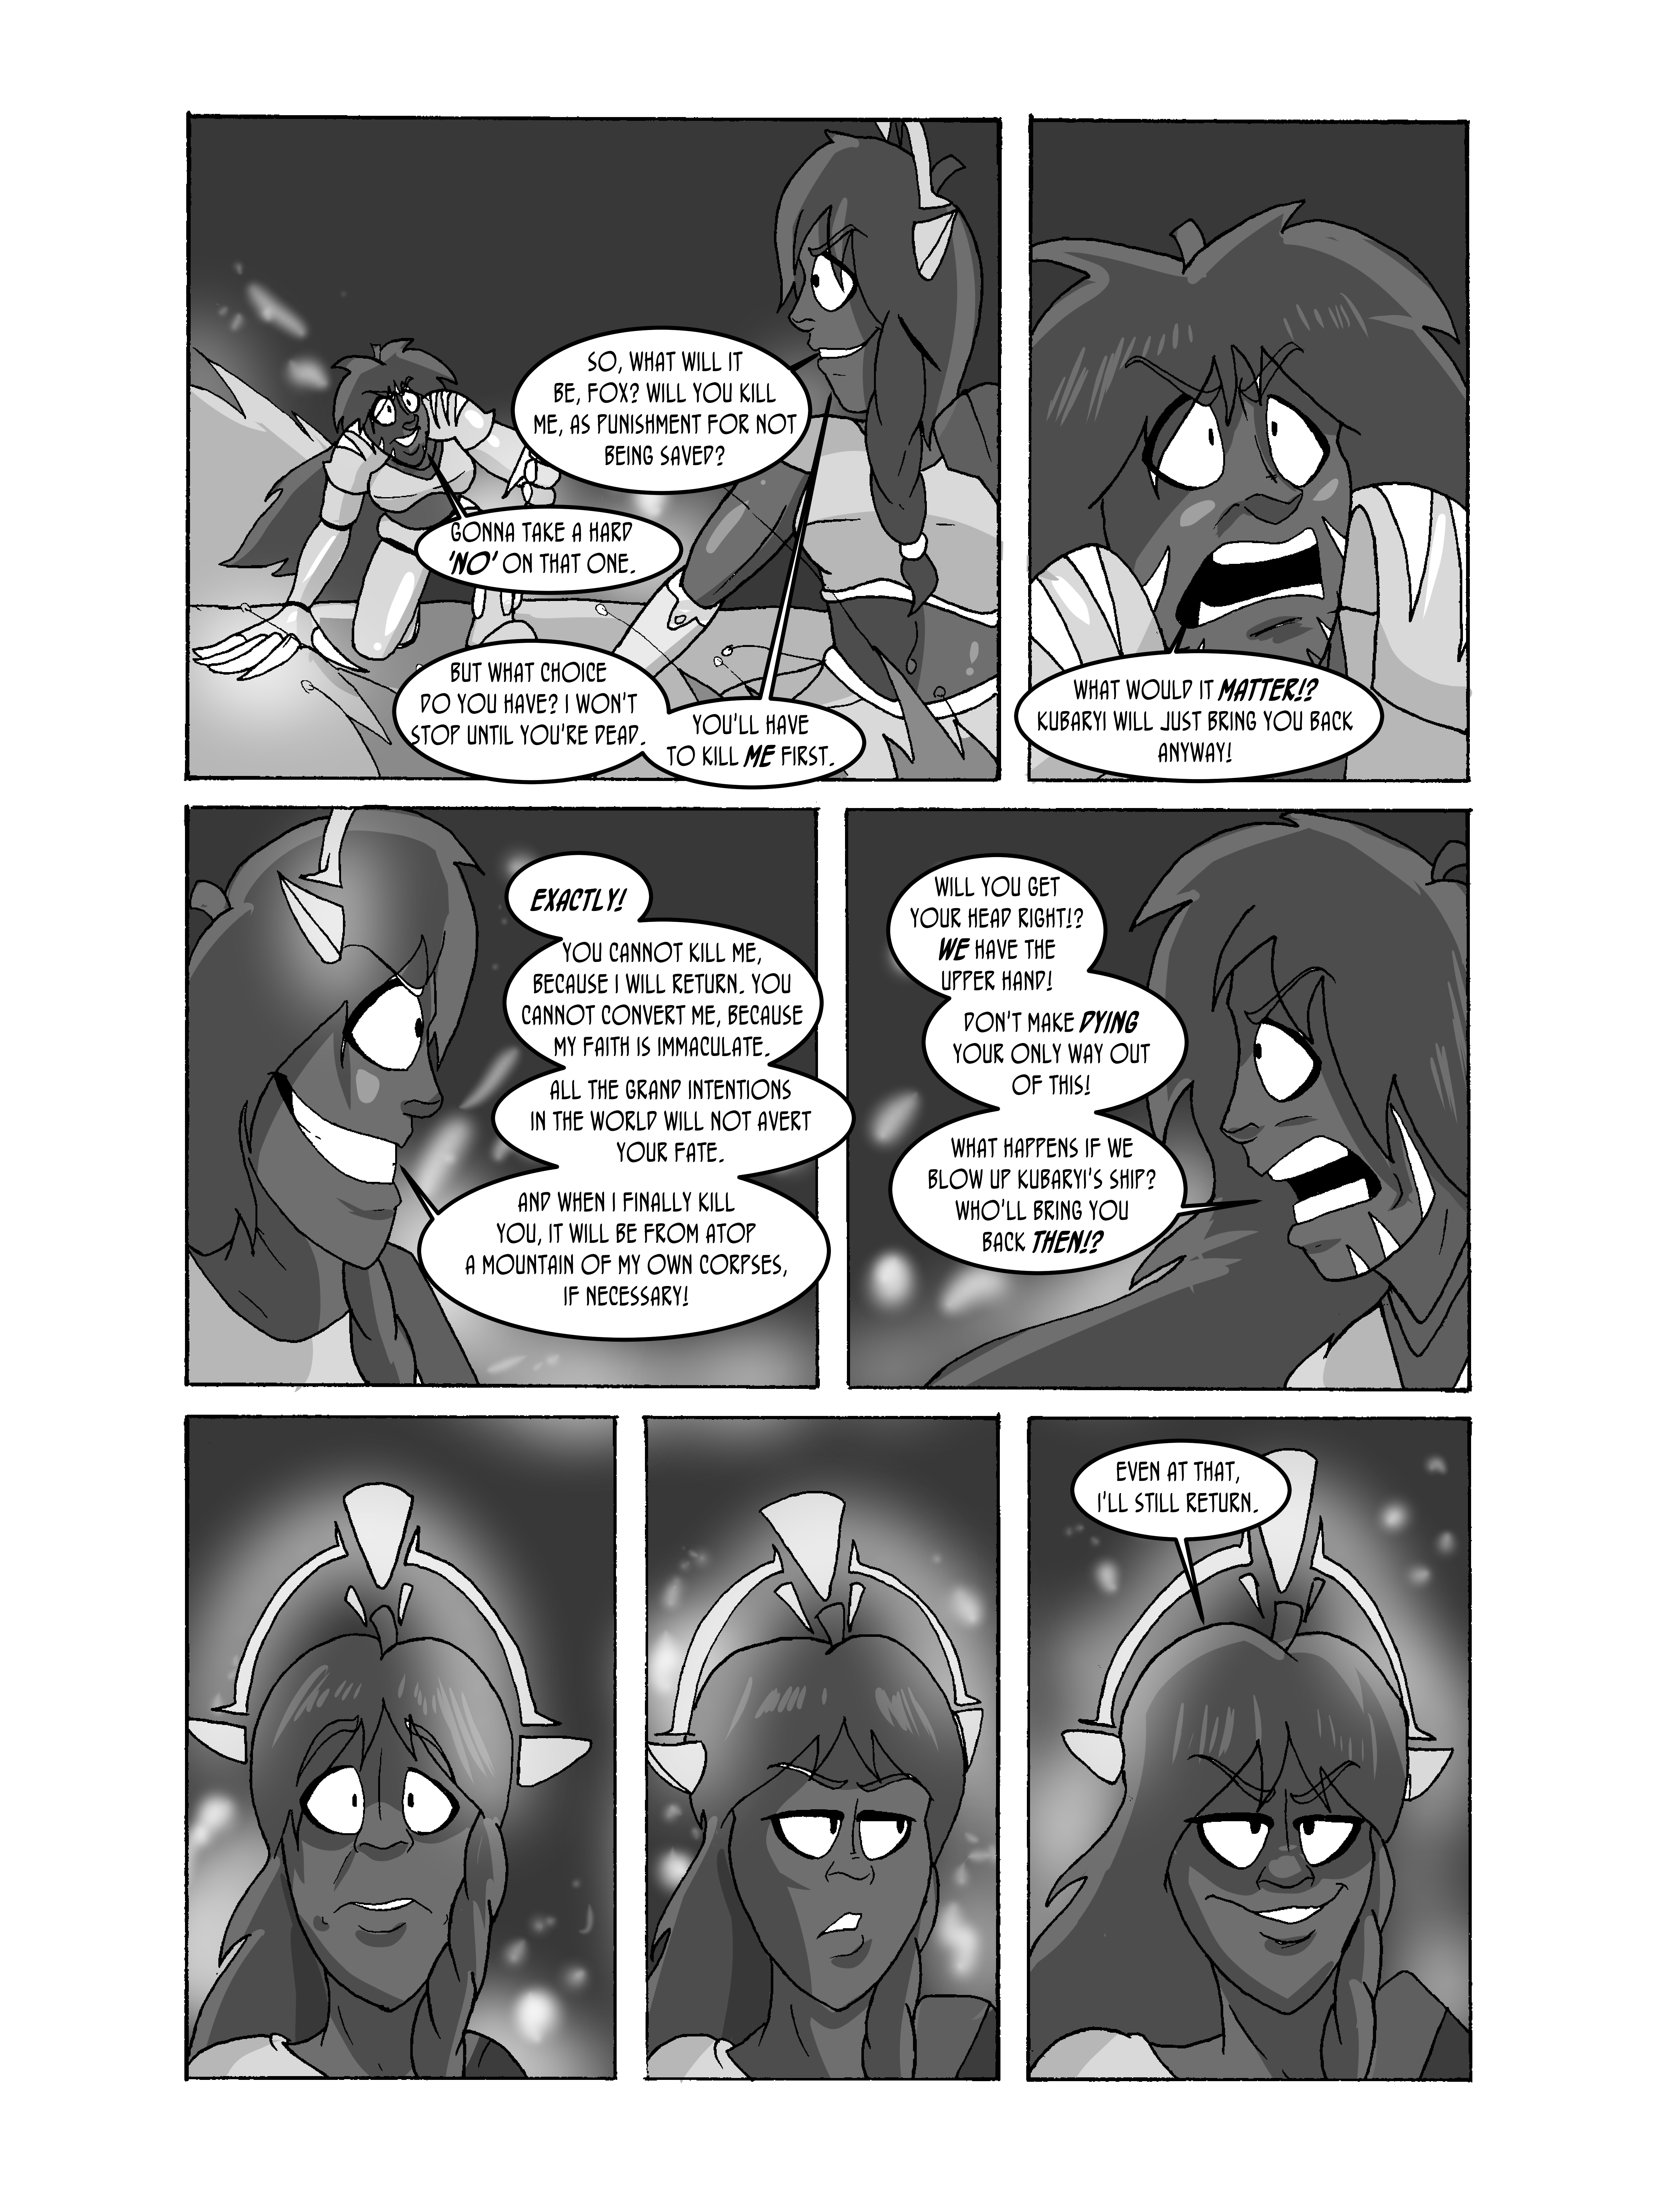 SO, WHAT WILL IT
BE, FOX? WILL YOU KILL
ME, AS PUNISHMENT FOR NOT
BEING SAVED?
GONNA TAKE A HARD
'NO' ON THAT ONE.
BUT WHAT CHOICE
DO YOU HAVE? I WON'T
STOP UNTIL YOU'RE DEAD.
YOU'LL HAVE
TO KILL ME FIRST.
WHAT WOULD IT MATTER!?
KUBARYI WILL JUST BRING YOU BACK
ANYWAY!
EXACTLY!
YOU CANNOT KILL ME,
BECAUSE I WILL RETURN. YOU
CANNOT CONVERT ME, BECAUSE
MY FAITH IS IMMACULATE.
ALL THE GRAND INTENTIONS
IN THE WORLD WILL NOT AVERT
YOUR FATE.
AND WHEN I FINALLY KILL
YOU, IT WILL BE FROM ATOP
A MOUNTAIN OF MY OWN CORPSES,
IF NECESSARY!
WILL YOU GET
YOUR HEAD RIGHT!?
WE HAVE THE
UPPER HAND!
DON'T MAKE DYING
YOUR ONLY WAY OUT
OF THIS!
WHAT HAPPENS IF WE
BLOW UP KUBARYI'S SHIP?
WHO'LL BRING YOU
BACK THEN!?
EVEN AT THAT,
I'LL STILL RETURN.